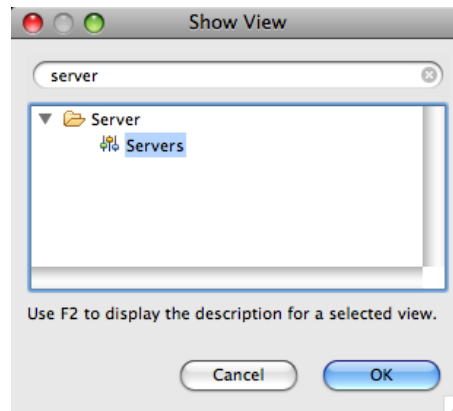 Show View
server
Server
Servers
Use F2 to display the description for a selected view.
Cancel OK